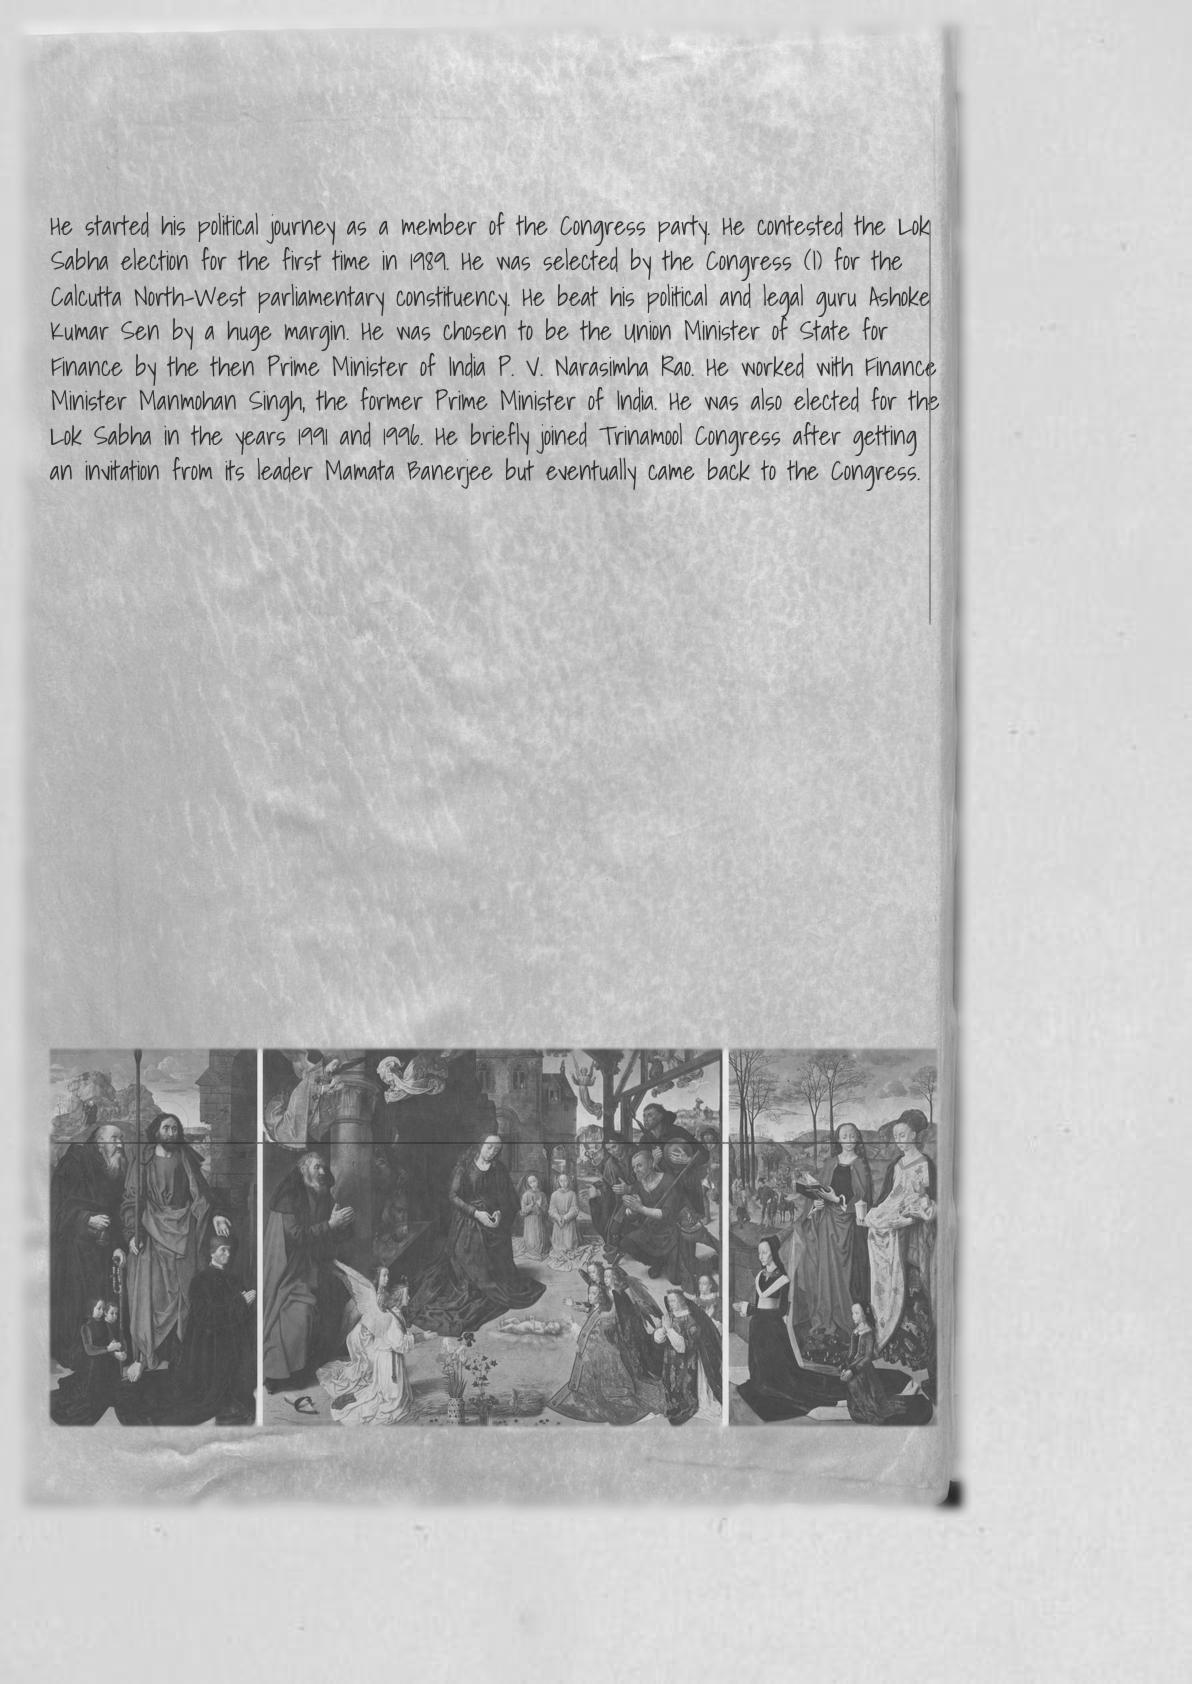 He started his political journey as a member of the Congress party. He contested the Lok
Sabha election for the first time in 1989. He was selected by the Congress (I) for the
Calcutta North-West parliamentary constituency. He beat his political and legal guru Ashoke
Kumar Sen by a huge margin. He was chosen to be the Union Minister of State for
Finance by the then Prime Minister of India P. V. Narasimha Rao. He worked with Finance
Minister Manmohan Singh, the former Prime Minister of India. He was also elected for the
Lok Sabha in the years 1991 and 1996. He briefly joined Trinamool Congress after getting
an invitation from its leader Mamata Banerjee but eventually came back to the Congress.